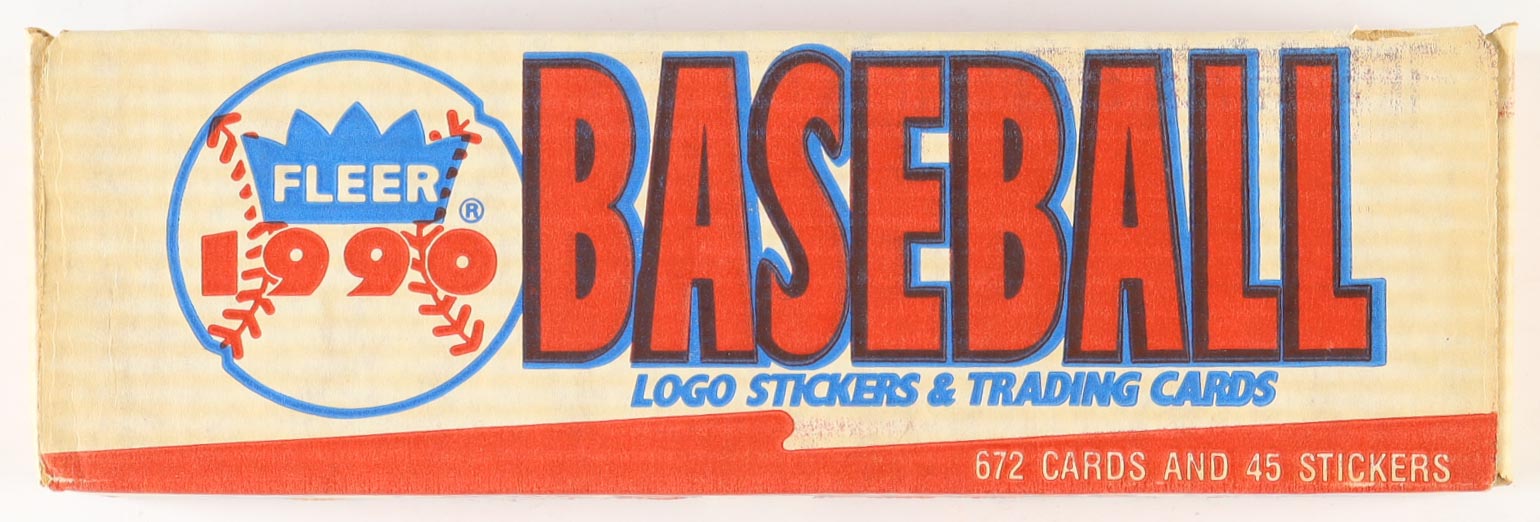 FLEER®
1990
BASEBALL
LOGO STICKERS & TRADING CARDS
672 CARDS AND 45 STICKERS